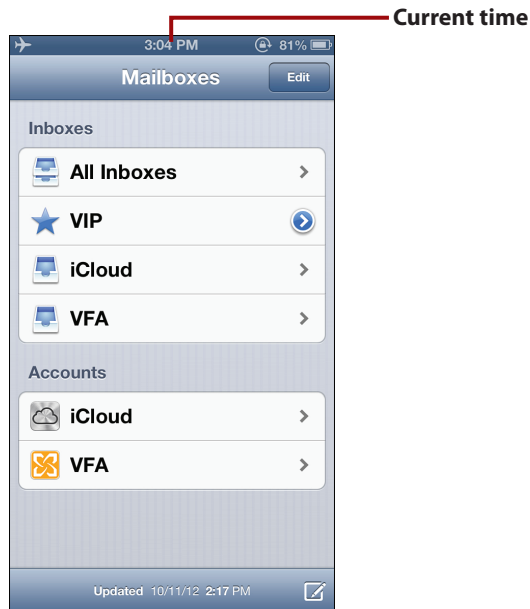 Current time
3:04 PM 81%
Mailboxes Edit
Inboxes
All Inboxes
VIP
iCloud
VFA
Accounts
iCloud
VFA
Updated 10/11/12 2:17 PM